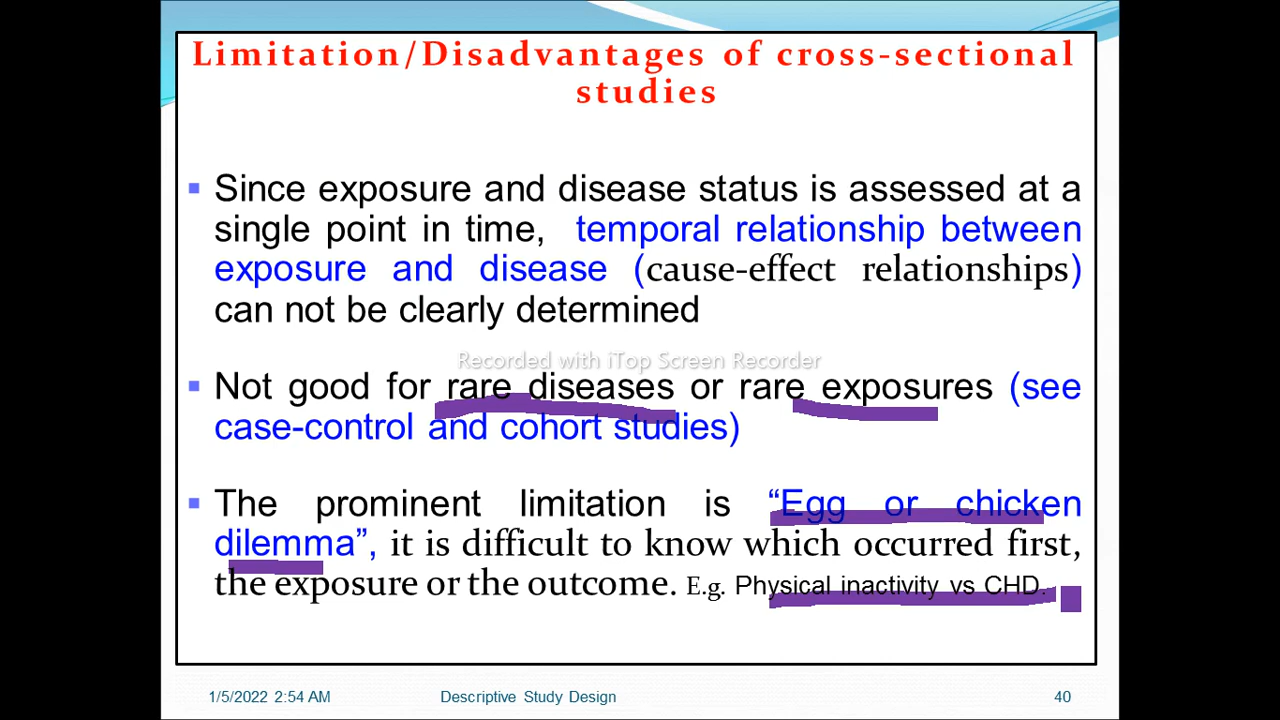 Limitation/Disadvantages of cross-sectional
studies
Since exposure and disease status is assessed at a
single point in time, temporal relationship between
exposure and disease (cause-effect relationships)
can not be clearly determined
Recorded with iTop Screen Recorder
Not good for rare diseases or rare exposures (see
case-control and cohort studies)
The prominent limitation is “Egg or chicken
dilemma”, it is difficult to know which occurred first,
the exposure or the outcome. E.g. Physical inactivity vs CHD.
1/5/2022 2:54 AM
Descriptive Study Design
40